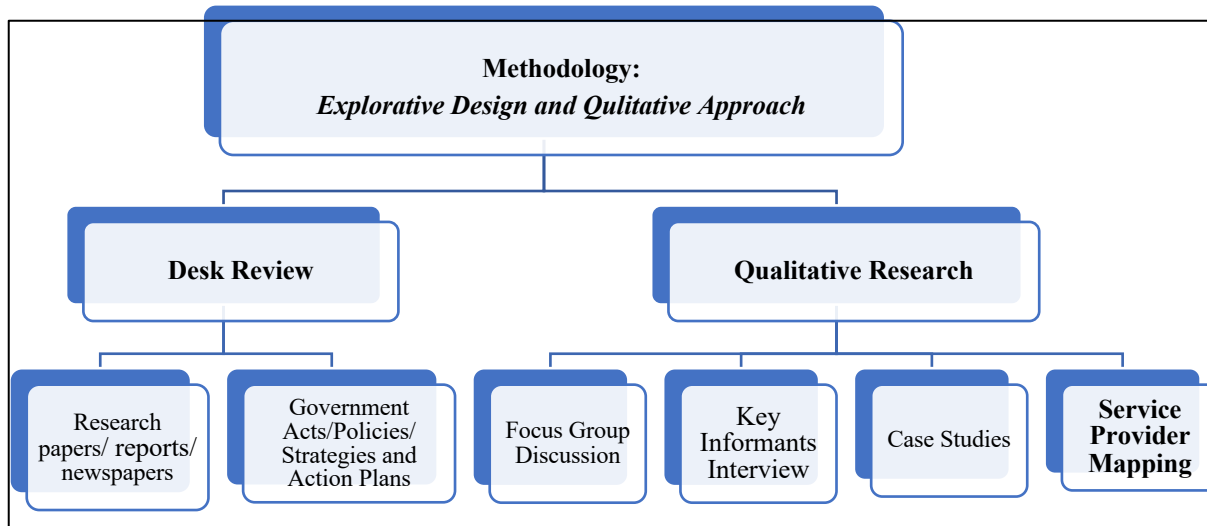 Methodology:
Explorative Design and Qulitative Approach
Desk Review
Qualitative Research
Research
papers/ reports/
newspapers
Government
Acts/Policies/
Strategies and
Action Plans
Focus Group
Discussion
Key
Informants
Interview
Case Studies
Service
Provider
Mapping